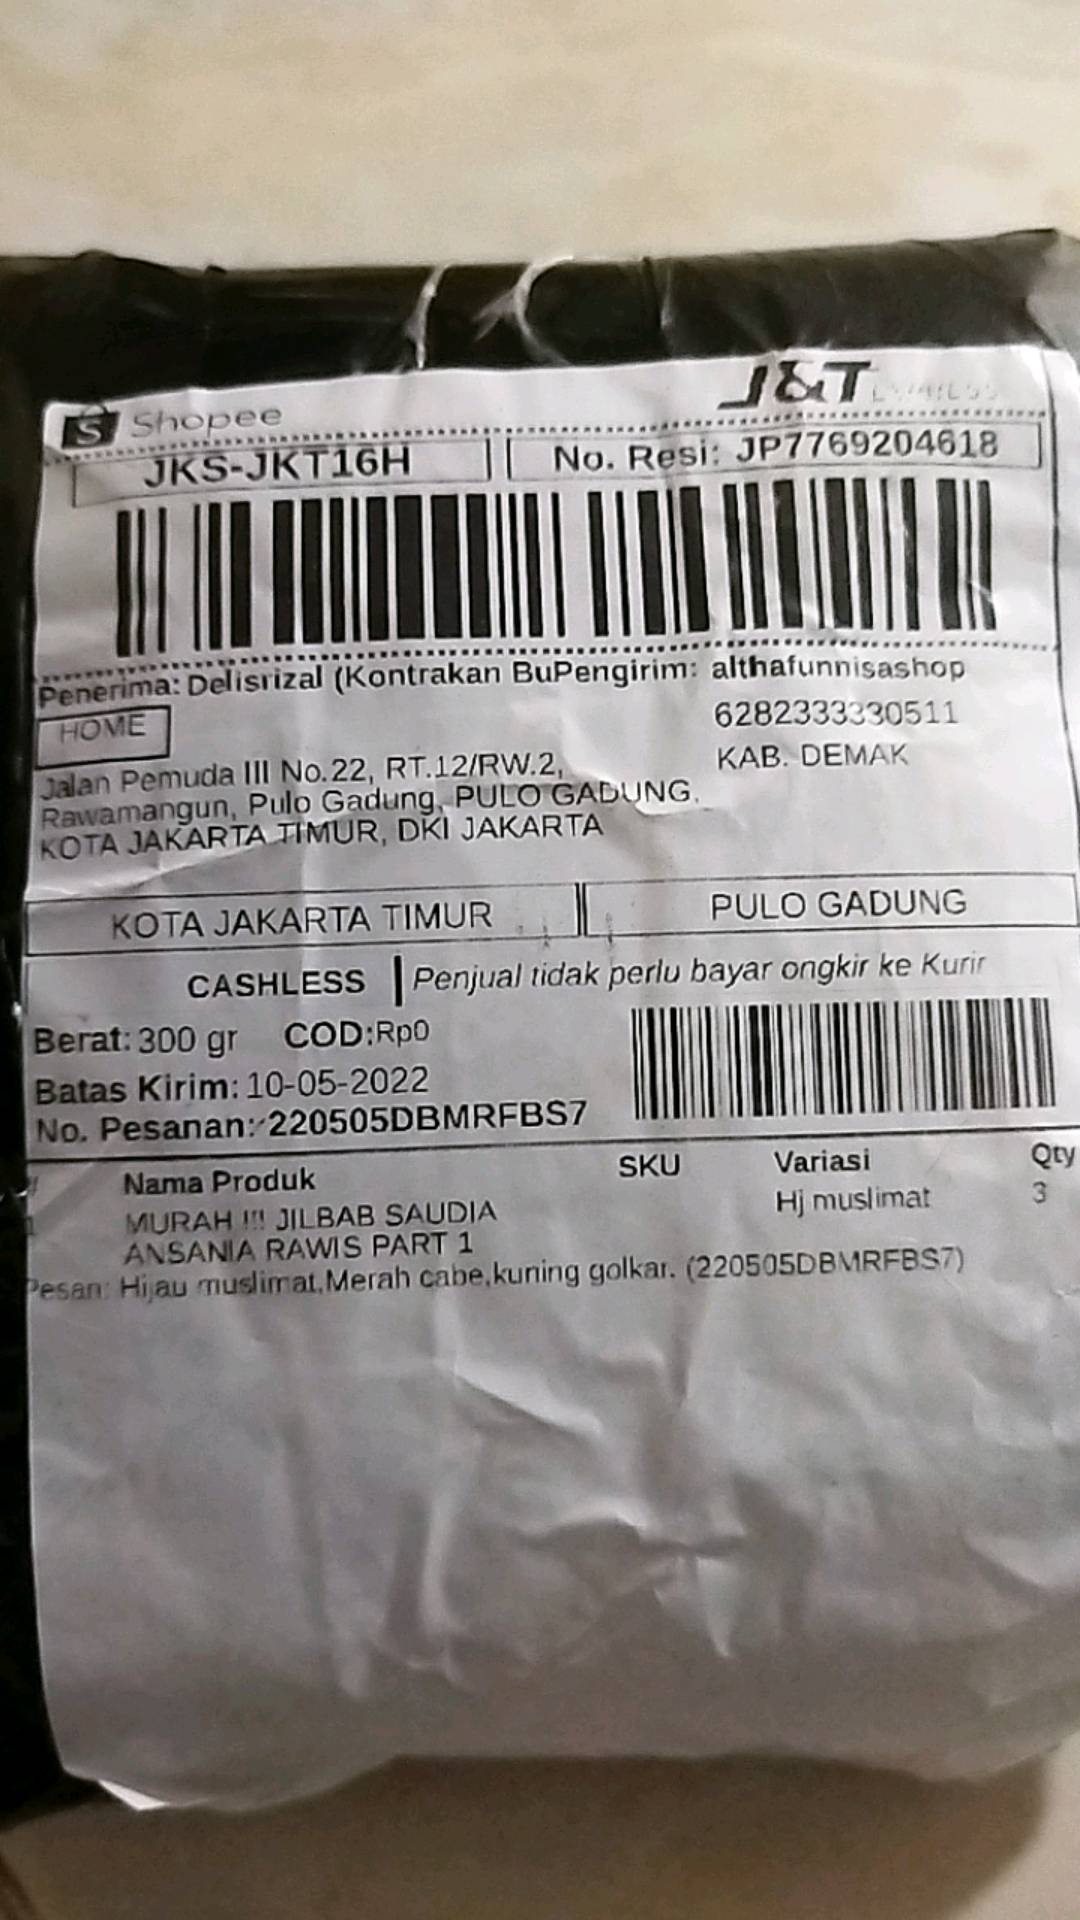 Shopee
J&T EXPRESS
JKS-JKT16H
No. Resi: JP7769204618
Penerima: Delisrizal (Kontrakan Bu
Pengirim: althafunnisashop
HOME
6282333330511
KAB. DEMAK
Jalan Pemuda III No.22, RT.12/RW.2,
Rawamangun, Pulo Gadung, PULO GADUNG,
KOTA JAKARTA TIMUR, DKI JAKARTA
KOTA JAKARTA TIMUR
PULO GADUNG
CASHLESS
Penjual tidak perlu bayar ongkir ke Kurir
Berat: 300 gr COD:Rp0
Batas Kirim: 10-05-2022
No. Pesanan: 220505DBMRFBS7
# Nama Produk SKU Variasi Qty
1 MURAH !!! JILBAB SAUDIA Hj muslimat 3
ANSANIA RAWIS PART 1
Pesan: Hijau muslimat,Merah cabe,kuning golkar. (220505DBMRFBS7)